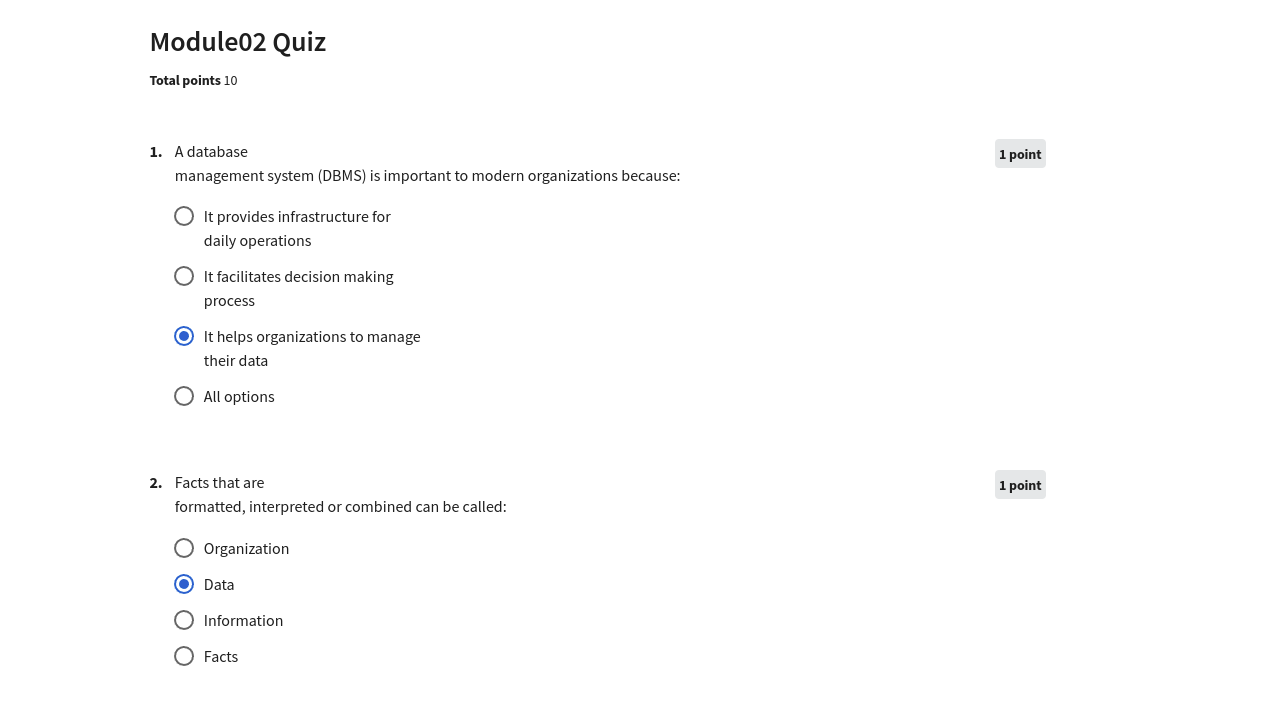 Module02 Quiz
Total points 10
1. A database
management system (DBMS) is important to modern organizations because:
1 point
It provides infrastructure for
daily operations
It facilitates decision making
process
It helps organizations to manage
their data
All options
2. Facts that are
formatted, interpreted or combined can be called:
1 point
Organization
Data
Information
Facts